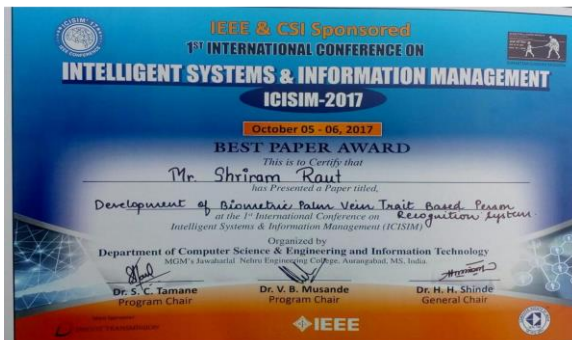 IEEE & CSI Sponsored
1ST INTERNATIONAL CONFERENCE ON
INTELLIGENT SYSTEMS & INFORMATION MANAGEMENT
ICISIM-2017
October 05 - 06, 2017
BEST PAPER AWARD
This is to Certify that
Mr. Shriram Raut
has Presented a Paper titled,
Development of Biometric Palm Vein Trait Based Person
Recognition System
at the 1st International Conference on
Intelligent Systems & Information Management (ICISIM)
Organized by
Department of Computer Science & Engineering and Information Technology
MGM's Jawaharlal Nehru Engineering College, Aurangabad, MS, India.
Dr. S. C. Tamane
Program Chair
Dr. V. B. Musande
Program Chair
Dr. H. H. Shinde
General Chair
IEEE